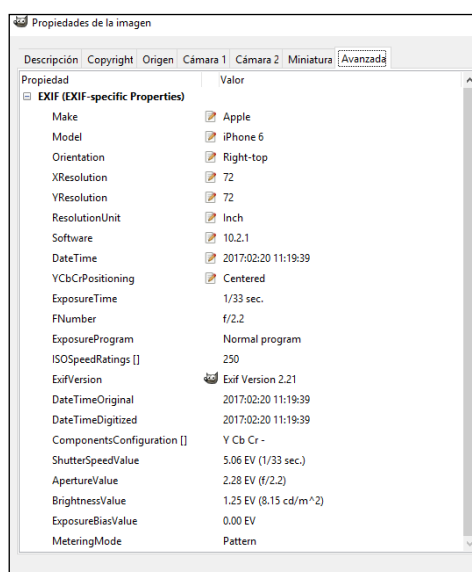 Propiedades de la imagen
Descripción Copyright Origen Cámara 1 Cámara 2 Miniatura Avanzada
Propiedad Valor
EXIF (EXIF-specific Properties)
Make Apple
Model iPhone 6
Orientation Right-top
XResolution 72
YResolution 72
ResolutionUnit Inch
Software 10.2.1
DateTime 2017:02:20 11:19:39
YCbCrPositioning Centered
ExposureTime 1/33 sec.
FNumber f/2.2
ExposureProgram Normal program
ISOSpeedRatings [] 250
ExifVersion Exif Version 2.21
DateTimeOriginal 2017:02:20 11:19:39
DateTimeDigitized 2017:02:20 11:19:39
ComponentsConfiguration [] Y Cb Cr -
ShutterSpeedValue 5.06 EV (1/33 sec.)
ApertureValue 2.28 EV (f/2.2)
BrightnessValue 1.25 EV (8.15 cd/m^2)
ExposureBiasValue 0.00 EV
MeteringMode Pattern